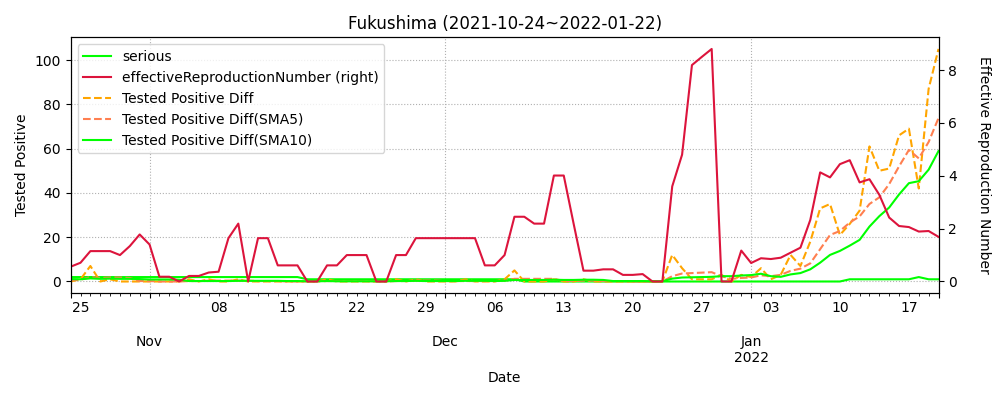 Fukushima (2021-10-24~2022-01-22)
serious
effectiveReproductionNumber (right)
Tested Positive Diff
Tested Positive Diff(SMA5)
Tested Positive Diff(SMA10)
Tested Positive
100
80
60
40
20
0
Effective Reproduction Number
8
6
4
2
0
25 08 15 22 29 06 13 20 27 03 10 17
Nov Dec Jan
2022
Date